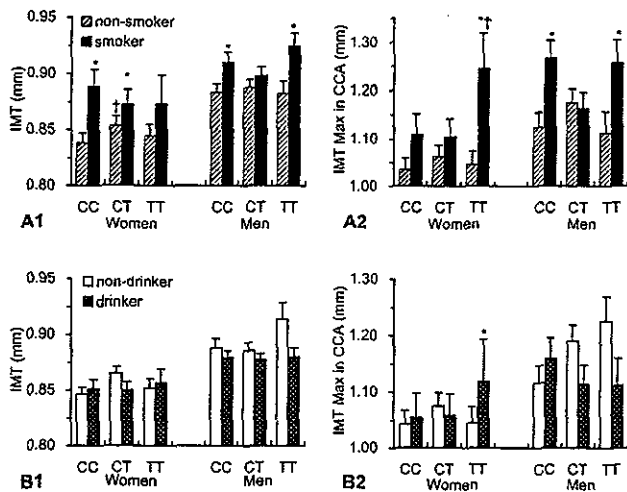 non-smoker
smoker
IMT (mm)
0.95
0.90
0.85
0.80
* * * * ‡
CC CT TT CC CT TT
Women Men
A1
IMT Max in CCA (mm)
1.30
1.20
1.10
1.00
*† * *
CC CT TT CC CT TT
Women Men
A2
non-drinker
drinker
IMT (mm)
0.95
0.90
0.85
0.80
CC CT TT CC CT TT
Women Men
B1
IMT Max in CCA (mm)
1.30
1.20
1.10
1.00
*
CC CT TT CC CT TT
Women Men
B2